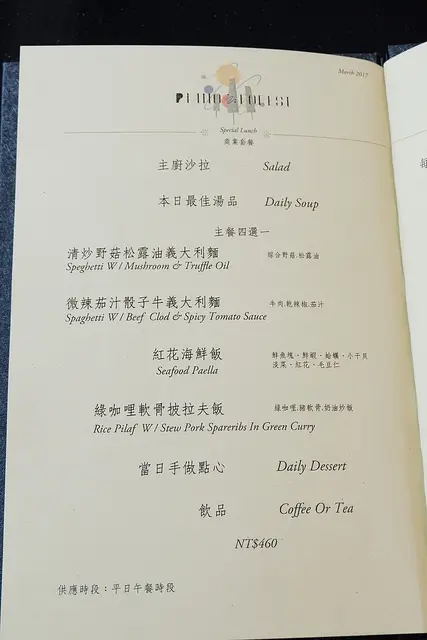 March 2017
Special Lunch
商業套餐
主廚沙拉 Salad
本日最佳湯品 Daily Soup
主餐四選一
清炒野菇松露油義大利麵 綜合野菇.松露油
Speghetti W / Mushroom & Truffle Oil
微辣茄汁骰子牛義大利麵 牛肉.乾辣椒.茄汁
Spaghetti W / Beef Clod & Spicy Tomato Sauce
紅花海鮮飯 鮮魚塊、鮮蝦、蛤蠣、小干貝
Seafood Paella 淡菜、紅花、毛豆仁
綠咖哩軟骨披拉夫飯 綠咖哩.豬軟骨.奶油炒飯
Rice Pilaf W / Stew Pork Spareribs In Green Curry
當日手做點心 Daily Dessert
飲品 Coffee Or Tea
NT$460
供應時段：平日午餐時段